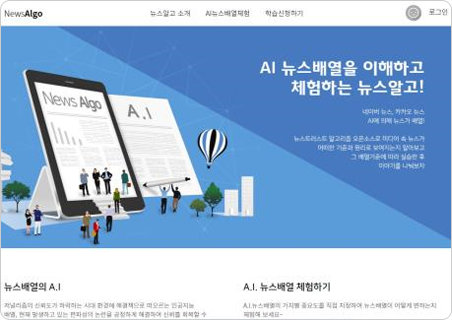 NewsAlgo
뉴스알고 소개
AI뉴스배열체험
학습신청하기
로그인
News Algo
A.I
AI 뉴스배열을 이해하고
체험하는 뉴스알고!
네이버 뉴스, 카카오 뉴스
AI에 의해 뉴스가 배열!
뉴스트러스트 알고리즘 오픈소스로 미디어 속 뉴스가
어떠한 기준과 원리로 보여지는지 알아보고
그 배열기준에 따라 실습한 후
이야기를 나눠보자
뉴스배열의 A.I
저널리즘의 신뢰도가 하락하는 시대 환경에 해결책으로 떠오르는 인공지능
배열, 현재 발생하고 있는 편파성의 논란을 공정하게 해결하여 신뢰를 회복할 수
A.I. 뉴스배열 체험하기
A.I.뉴스배열의 가치별 중요도를 직접 지정하여 뉴스배열이 어떻게 변하는지
체험해 보세요~